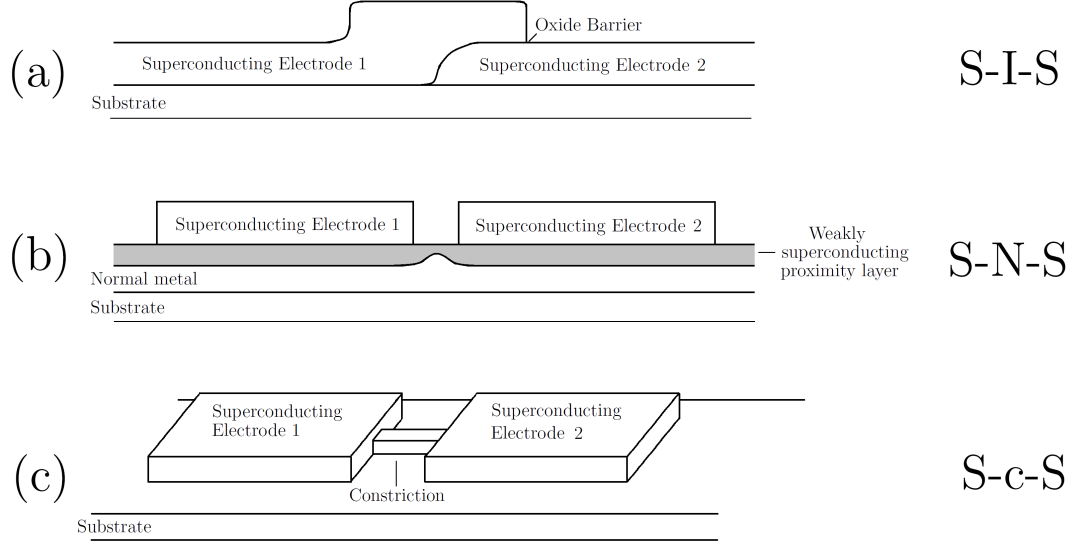 (a)
Superconducting Electrode 1
Oxide Barrier
Superconducting Electrode 2
Substrate
S-I-S
(b)
Superconducting Electrode 1
Superconducting Electrode 2
Weakly
superconducting
proximity layer
Normal metal
Substrate
S-N-S
(c)
Superconducting
Electrode 1
Superconducting
Electrode 2
Constriction
Substrate
S-c-S